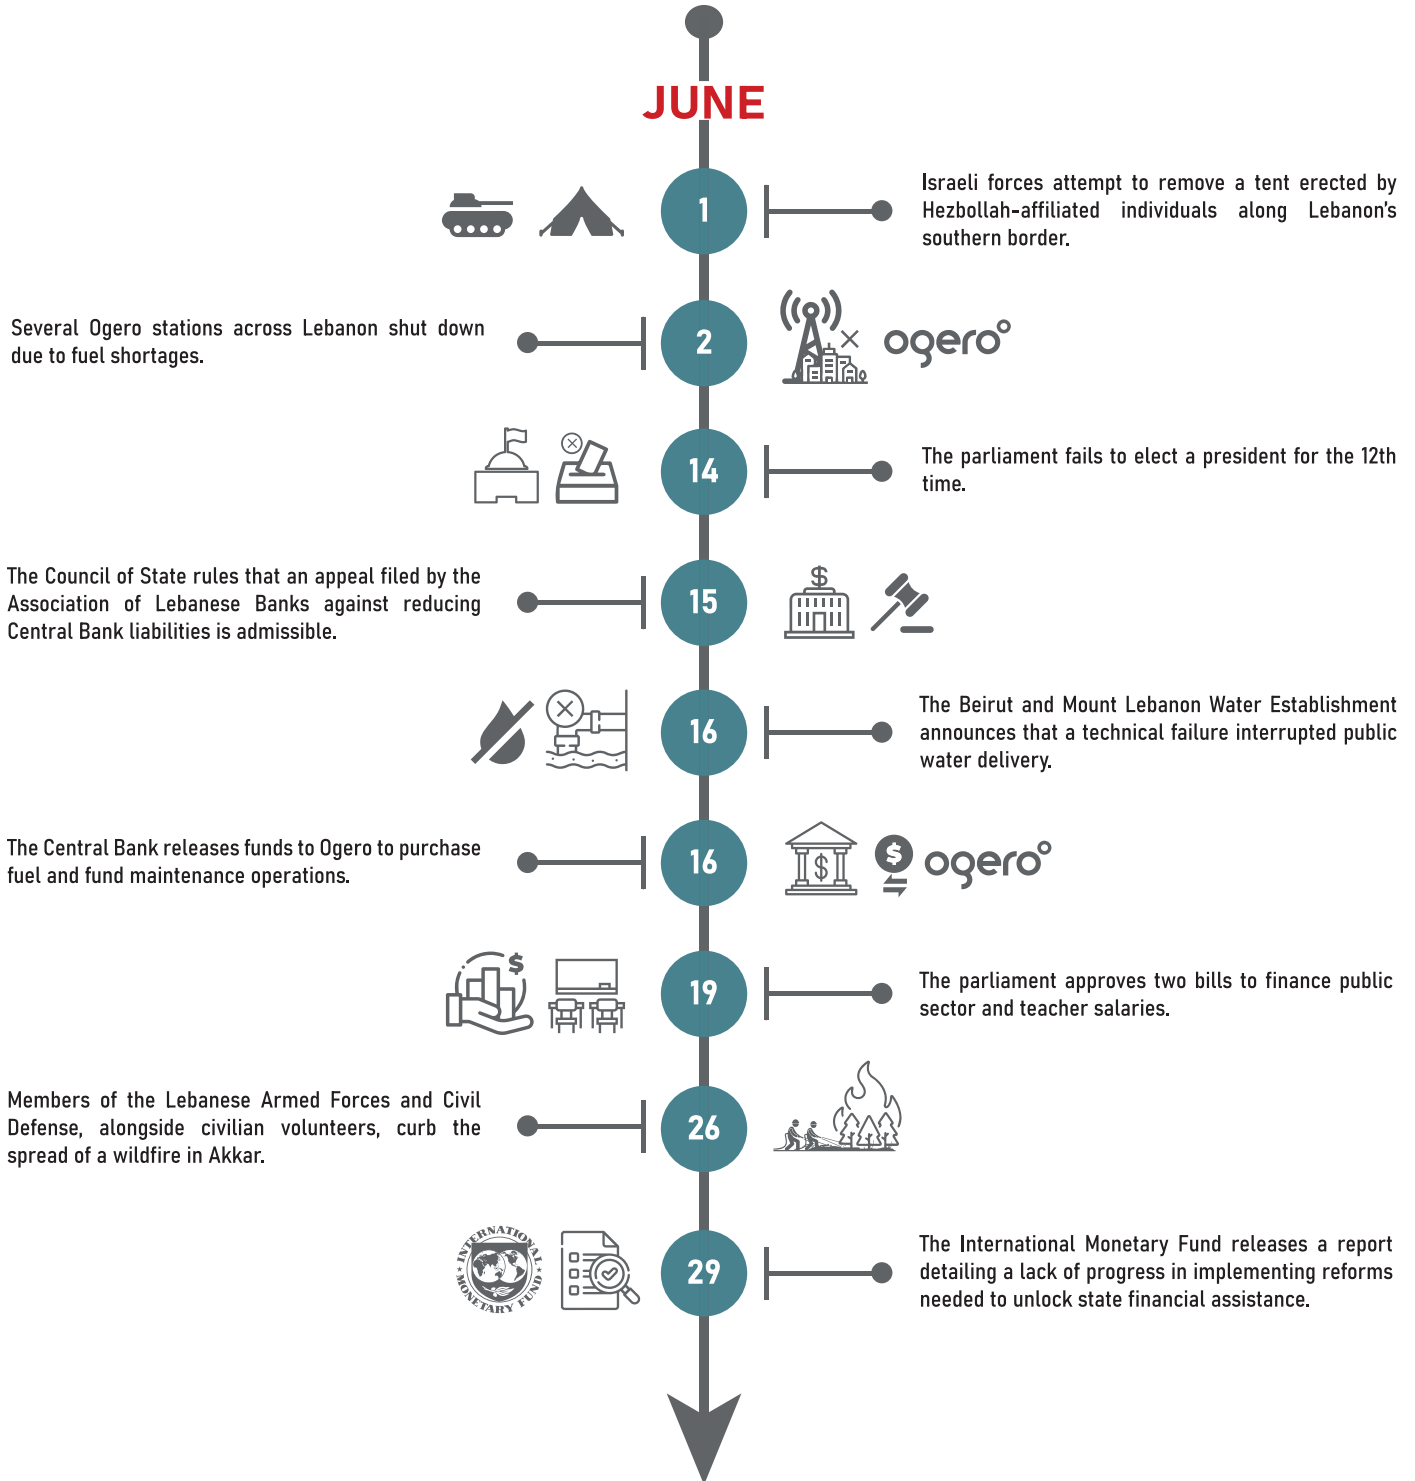 JUNE
1
Israeli forces attempt to remove a tent erected by
Hezbollah-affiliated individuals along Lebanon's
southern border.
Several Ogero stations across Lebanon shut down
due to fuel shortages.
2
ogero
14
The parliament fails to elect a president for the 12th
time.
The Council of State rules that an appeal filed by the
Association of Lebanese Banks against reducing
Central Bank liabilities is admissible.
15
$
16
The Beirut and Mount Lebanon Water Establishment
announces that a technical failure interrupted public
water delivery.
The Central Bank releases funds to Ogero to purchase
fuel and fund maintenance operations.
16
$
$
ogero
$
19
The parliament approves two bills to finance public
sector and teacher salaries.
Members of the Lebanese Armed Forces and Civil
Defense, alongside civilian volunteers, curb the
spread of a wildfire in Akkar.
26
INTERNATIONAL
MONETARY FUND
29
The International Monetary Fund releases a report
detailing a lack of progress in implementing reforms
needed to unlock state financial assistance.